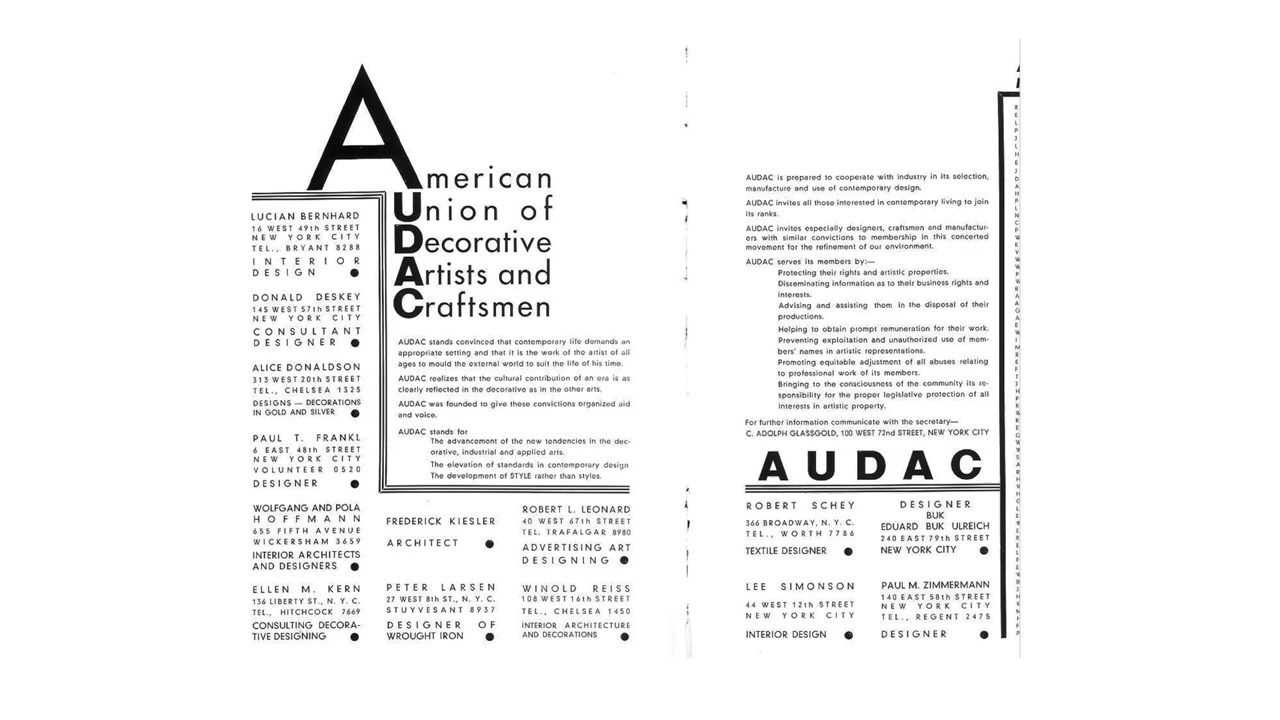 American
Union of
Decorative
Artists and
Craftsmen
LUCIAN BERNHARD
16 WEST 49th STREET
NEW YORK CITY
TEL., BRYANT 8288
INTERIOR
DESIGN
DONALD DESKEY
145 WEST 57th STREET
NEW YORK CITY
CONSULTANT
DESIGNER
ALICE DONALDSON
313 WEST 20th STREET
TEL., CHELSEA 1325
DESIGNS — DECORATIONS
IN GOLD AND SILVER
PAUL T. FRANKL
6 EAST 48th STREET
NEW YORK CITY
VOLUNTEER 0520
DESIGNER
WOLFGANG AND POLA
HOFFMANN
655 FIFTH AVENUE
WICKERSHAM 3659
INTERIOR ARCHITECTS
AND DESIGNERS
ELLEN M. KERN
136 LIBERTY ST., N. Y. C.
TEL., HITCHCOCK 7669
CONSULTING DECORA-
TIVE DESIGNING
AUDAC stands convinced that contemporary life demands an
appropriate setting and that it is the work of the artist of all
ages to mould the external world to suit the life of his time.
AUDAC realizes that the cultural contribution of an era is as
clearly reflected in the decorative as in the other arts.
AUDAC was founded to give these convictions organized aid
and voice.
AUDAC stands for
The advancement of the new tendencies in the dec-
orative, industrial and applied arts.
The elevation of standards in contemporary design
The development of STYLE rather than styles.
FREDERICK KIESLER
ARCHITECT
PETER LARSEN
27 WEST 8th ST., N. Y. C.
STUYVESANT 8937
DESIGNER OF
WROUGHT IRON
ROBERT L. LEONARD
40 WEST 67th STREET
TEL. TRAFALGAR 8980
ADVERTISING ART
DESIGNING
WINOLD REISS
108 WEST 16th STREET
TEL., CHELSEA 1450
INTERIOR ARCHITECTURE
AND DECORATIONS
AUDAC is prepared to cooperate with industry in its selection,
manufacture and use of contemporary design.
AUDAC invites all those interested in contemporary living to join
its ranks.
AUDAC invites especially designers, craftsmen and manufactur-
ers with similar convictions to membership in this concerted
movement for the refinement of our environment.
AUDAC serves its members by:—
Protecting their rights and artistic properties.
Disseminating information as to their business rights and
interests.
Advising and assisting them in the disposal of their
productions.
Helping to obtain prompt remuneration for their work.
Preventing exploitation and unauthorized use of mem-
bers' names in artistic representations.
Promoting equitable adjustment of all abuses relating
to professional work of its members.
Bringing to the consciousness of the community its re-
sponsibility for the proper legislative protection of all
interests in artistic property.
For further information communicate with the secretary—
C. ADOLPH GLASSGOLD, 100 WEST 72nd STREET, NEW YORK CITY
AUDAC
ROBERT SCHEY
366 BROADWAY, N. Y. C.
TEL., WORTH 7786
TEXTILE DESIGNER
LEE SIMONSON
44 WEST 12th STREET
NEW YORK CITY
INTERIOR DESIGN
DESIGNER
BUK
EDUARD BUK ULREICH
240 EAST 79th STREET
NEW YORK CITY
PAUL M. ZIMMERMANN
140 EAST 58th STREET
NEW YORK CITY
TEL., REGENT 2475
DESIGNER